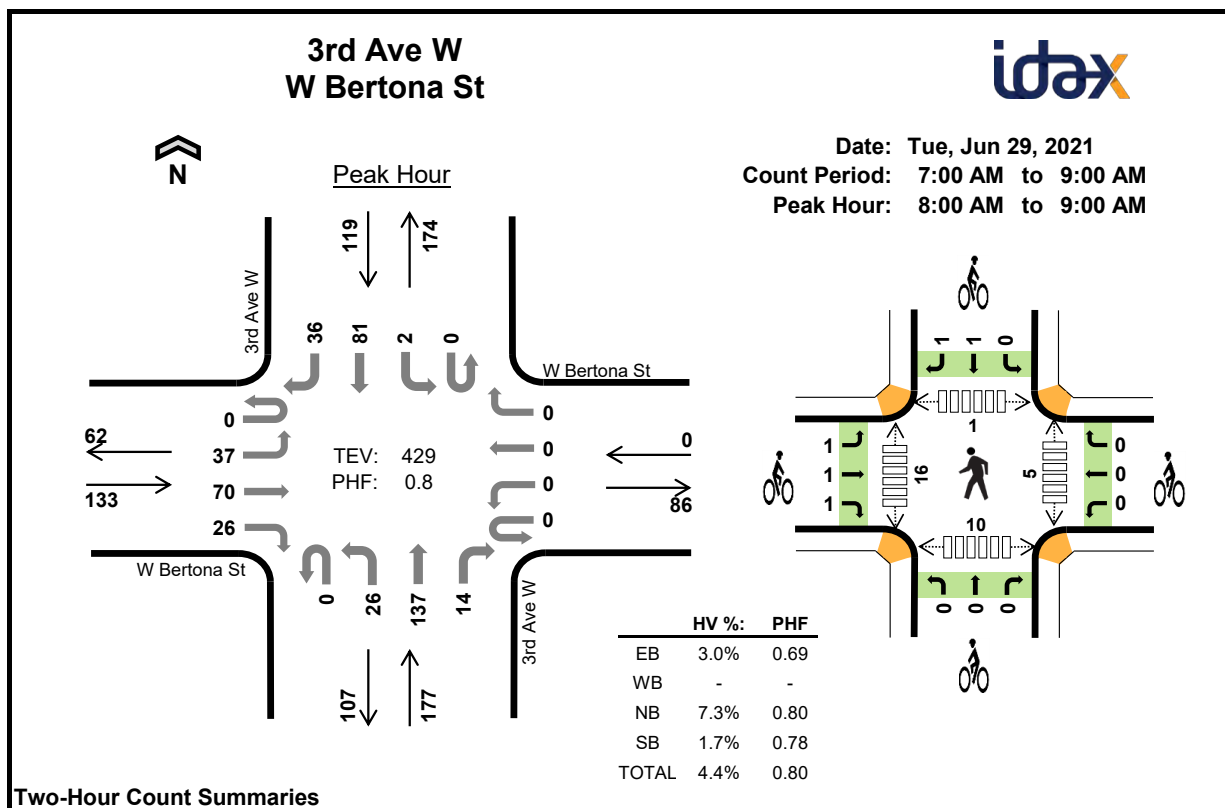 3rd Ave W
W Bertona St
idax
N
Peak Hour
Date: Tue, Jun 29, 2021
Count Period: 7:00 AM to 9:00 AM
Peak Hour: 8:00 AM to 9:00 AM
119
174
3rd Ave W
36
81
2
0
W Bertona St
0
37
70
26
62
133
TEV: 429
PHF: 0.8
0
0
0
0
0
86
W Bertona St
0
26
137
14
3rd Ave W
107
177
1
1
0
1
1
1
1
16
5
10
0
0
0
0
0
0
HV %: PHF
EB 3.0% 0.69
WB - -
NB 7.3% 0.80
SB 1.7% 0.78
TOTAL 4.4% 0.80
Two-Hour Count Summaries